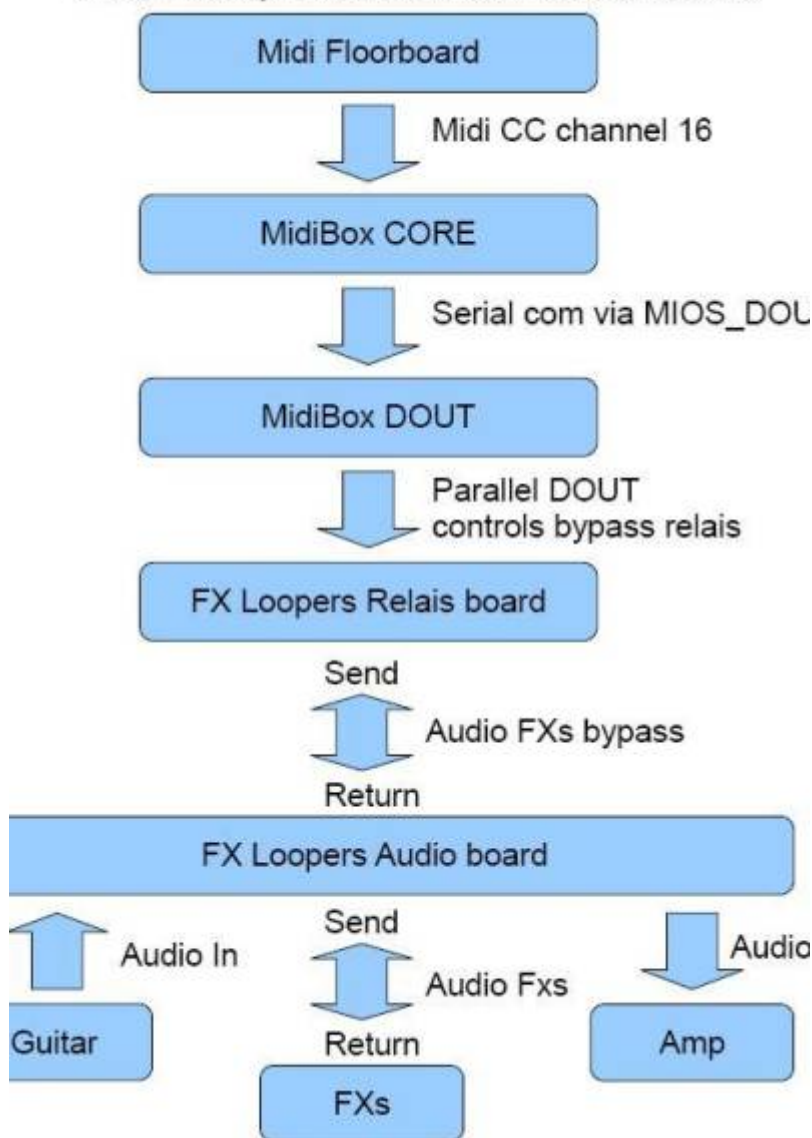 Midi Floorboard
Midi CC channel 16
MidiBox CORE
Serial com via
MidiBox DOUT
Parallel DOUT
controls bypass relais
FX Loopers Relais board
Send
Audio FXs bypass
Return
FX Loopers Audio board
Send
Audio In
Audio
Audio Fxs
Guitar
Return
Amp
FXs